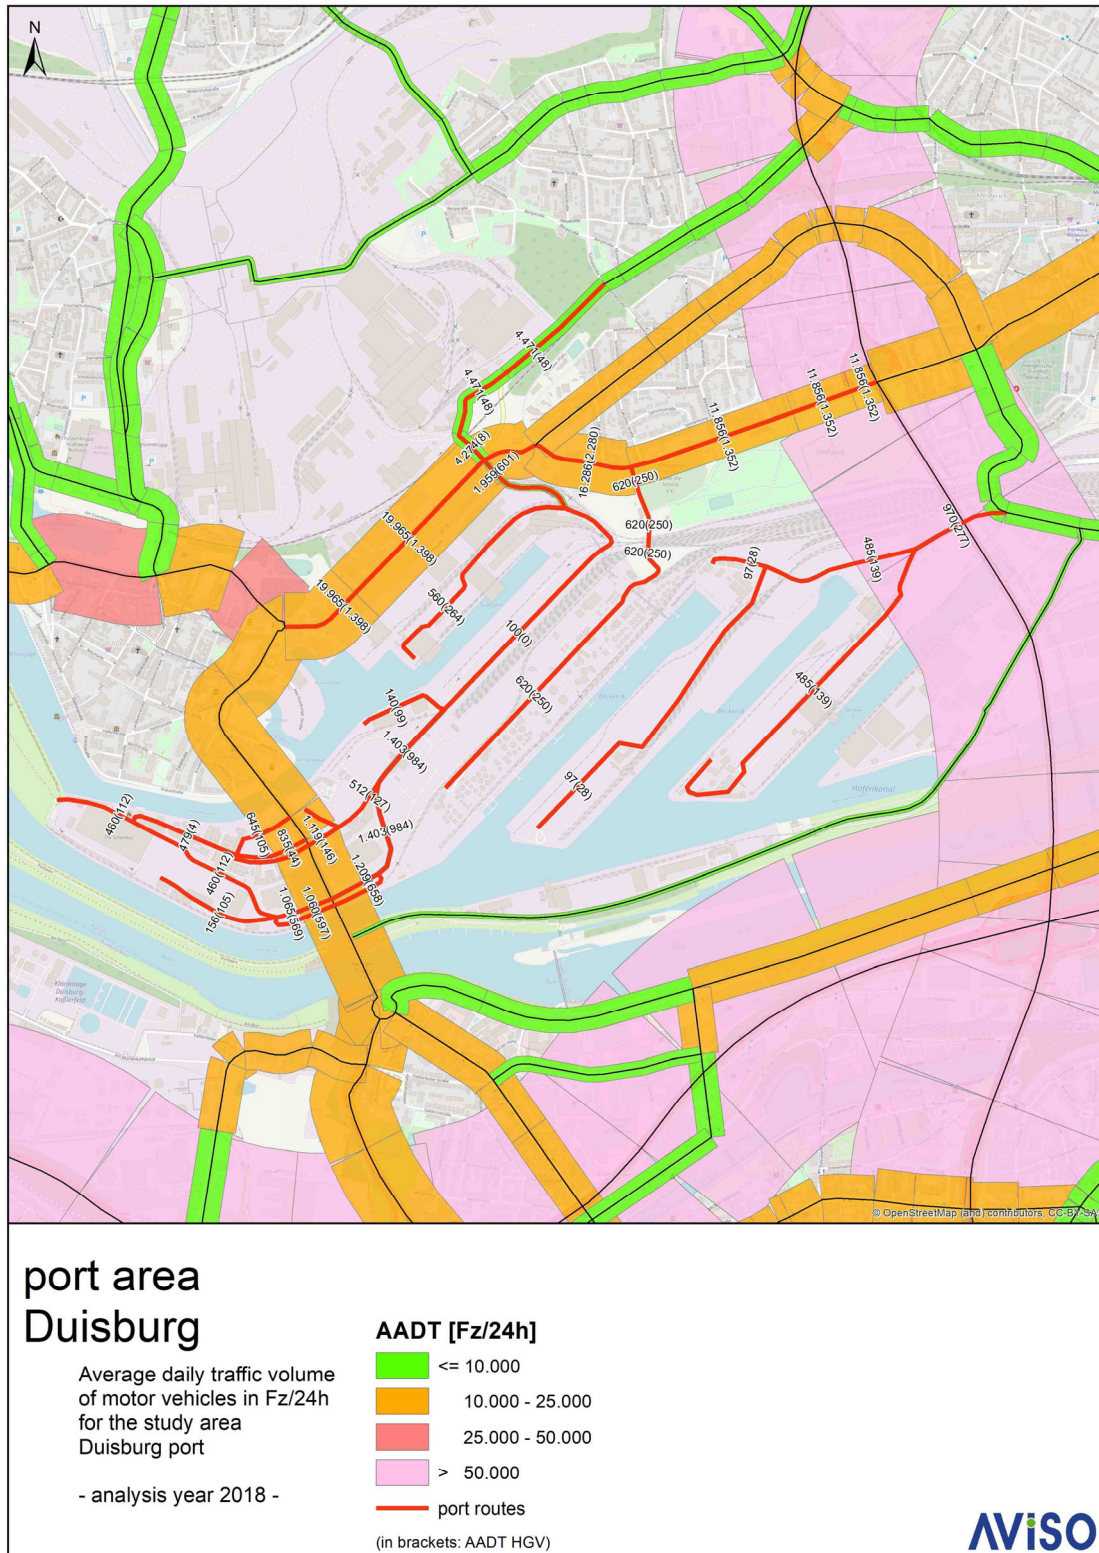 N
4.471(48)
4.471(48)
4.274(8)
1.959(601)
16.286(2.280)
11.856(1.352)
11.856(1.352)
11.856(1.352)
620(250)
620(250)
620(250)
19.965(1.398)
19.965(1.398)
560(264)
100(0)
620(250)
97(28)
485(139)
970(277)
485(139)
97(28)
140(99)
1.403(984)
512(127)
1.403(984)
1.119(146)
835(44)
645(105)
479(4)
460(112)
460(112)
156(105)
1.065(569)
1.060(597)
1.209(658)
Becken A
Hafenkanal
Kläranlage
Duisburg-
Kaßlerfeld
© OpenStreetMap (and) contributors, CC-BY-SA
port area
Duisburg
Average daily traffic volume
of motor vehicles in Fz/24h
for the study area
Duisburg port
- analysis year 2018 -
AADT [Fz/24h]
<= 10.000
10.000 - 25.000
25.000 - 50.000
> 50.000
port routes
(in brackets: AADT HGV)
AVISO